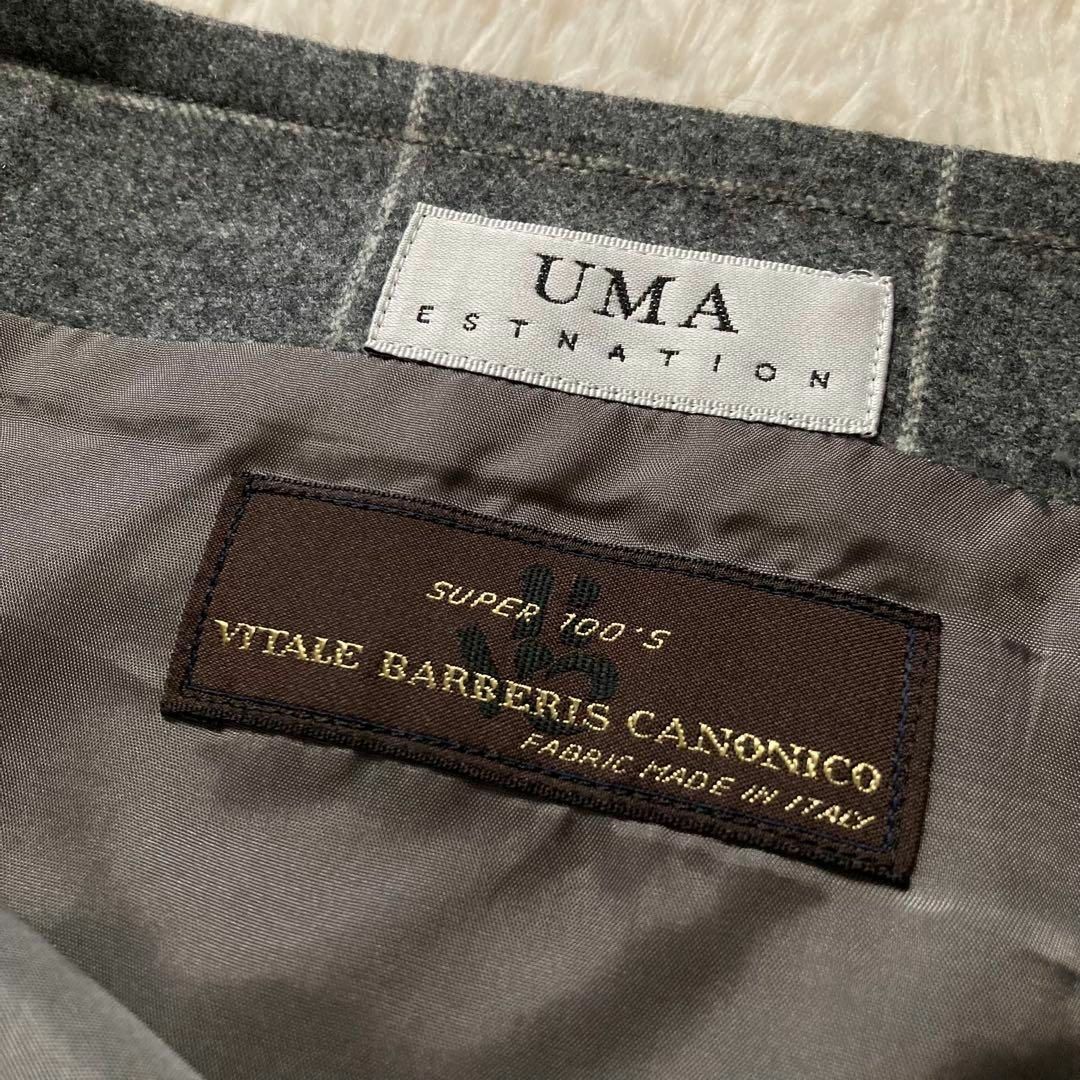 UMA
ESTNATION
SUPER 100'S
VITALE BARBERIS CANONICO
FABRIC MADE IN ITALY